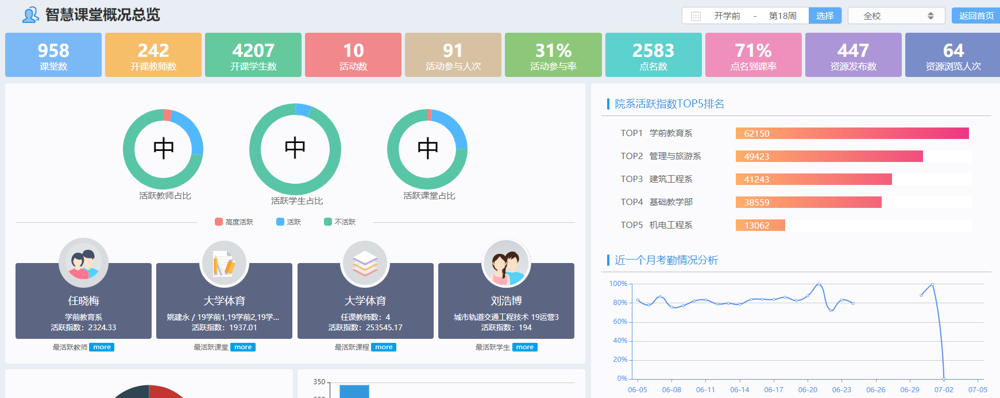 智慧课堂概况总览
开学前 - 第18周 选择 全校 返回首页
958 242 4207 10 91 31% 2583 71% 447 64
课堂数 开课教师数 开课学生数 活动数 活动参与人次 活动参与率 点名数 点名到课率 资源发布数 资源浏览人次
中 中 中
活跃教师占比 活跃学生占比 活跃课堂占比
高度活跃 活跃 不活跃
任晓梅
学前教育系
活跃指数：2324.33
最活跃教师 more
大学体育
姚建永 / 19学前1,19学前2,19学...
活跃指数：1937.01
最活跃课堂 more
大学体育
任课教师数：4
活跃指数：253545.17
最活跃课程 more
刘浩博
城市轨道交通工程技术 19运营3
活跃指数：194
最活跃学生 more
350
院系活跃指数TOP5排名
TOP1 学前教育系 62150
TOP2 管理与旅游系 49423
TOP3 建筑工程系 41243
TOP4 基础教学部 38559
TOP5 机电工程系 13062
近一个月考勤情况分析
100%
80%
60%
40%
20%
0%
06-05 06-08 06-11 06-14 06-17 06-20 06-23 06-26 06-29 07-02 07-05